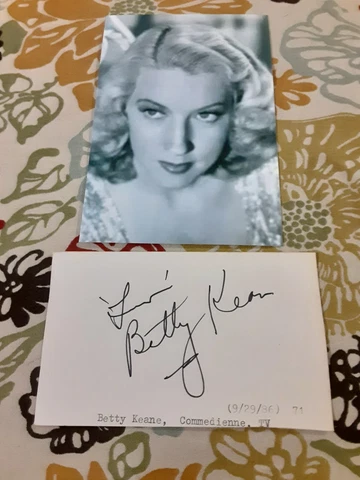 'Luv'
Betty Kean
(9/29/86) 71
Betty Keane, Commedienne, TV